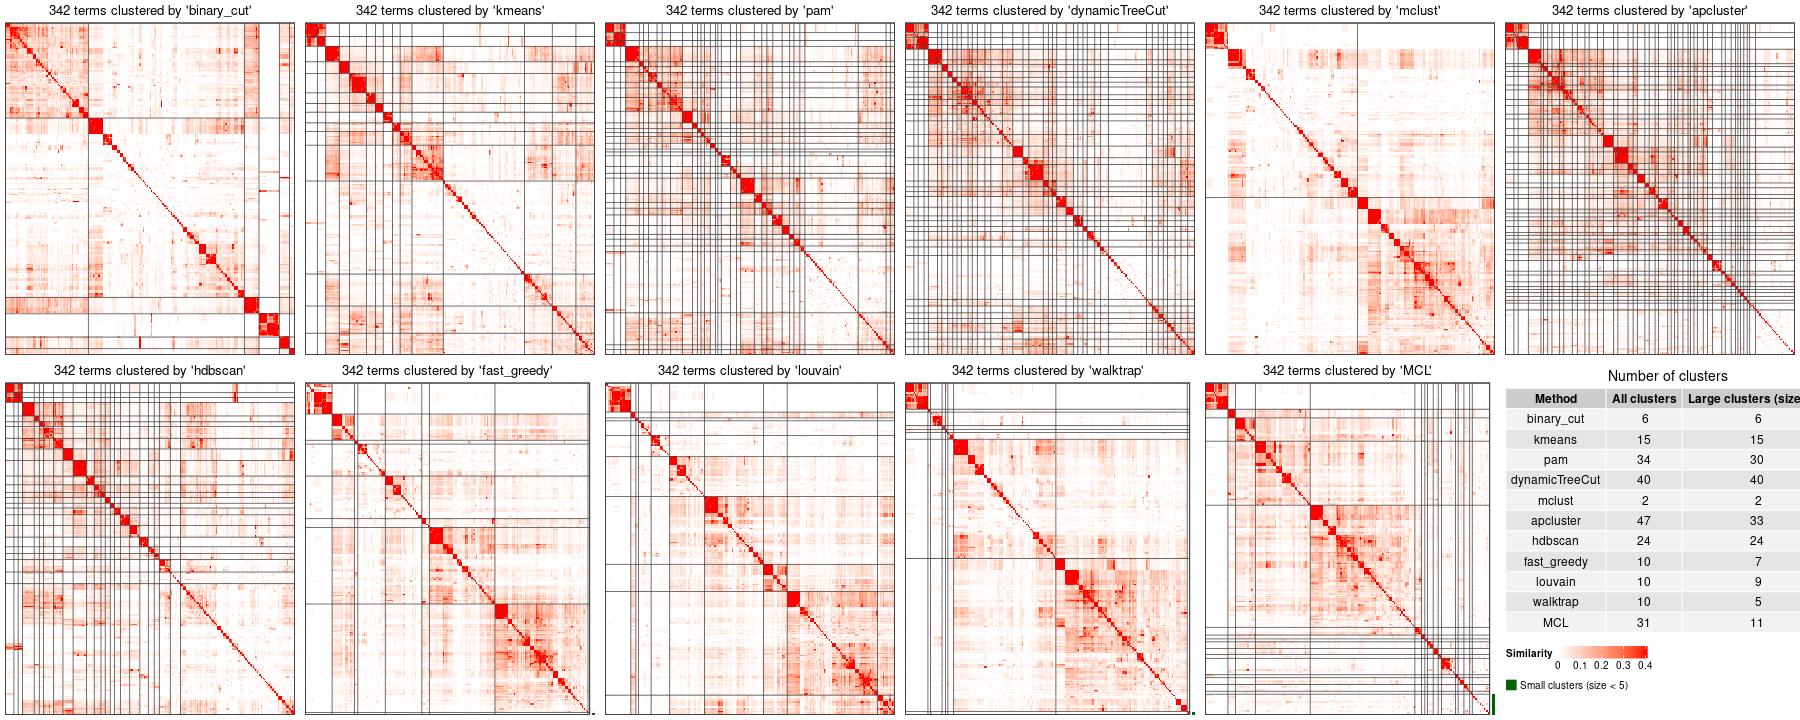 342 terms clustered by 'binary_cut'
342 terms clustered by 'kmeans'
342 terms clustered by 'pam'
342 terms clustered by 'dynamicTreeCut'
342 terms clustered by 'mclust'
342 terms clustered by 'apcluster'
342 terms clustered by 'hdbscan'
342 terms clustered by 'fast_greedy'
342 terms clustered by 'louvain'
342 terms clustered by 'walktrap'
342 terms clustered by 'MCL'
Number of clusters
Method All clusters Large clusters (size
binary_cut 6 6
kmeans 15 15
pam 34 30
dynamicTreeCut 40 40
mclust 2 2
apcluster 47 33
hdbscan 24 24
fast_greedy 10 7
louvain 10 9
walktrap 10 5
MCL 31 11
Similarity
0 0.1 0.2 0.3 0.4
Small clusters (size < 5)